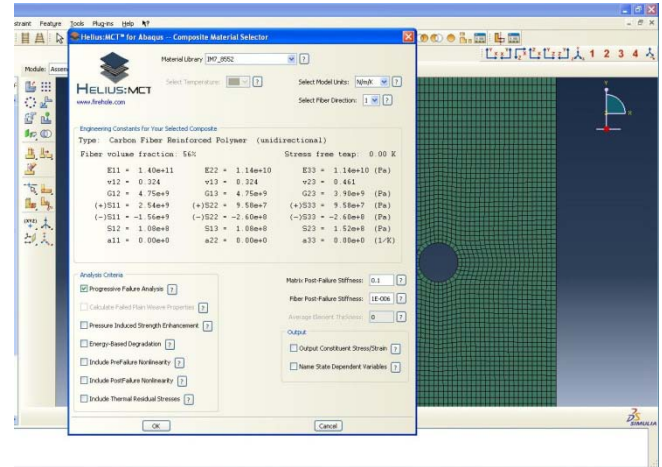 straint Feature Tools Plug-ins Help
Helius:MCT™ for Abaqus -- Composite Material Selector
Module: Assem
1 2 3 4
Material Library IM7_8552 ?
HELIUS:MCT
www.firehole.com
Select Temperature: ?
Select Model Units: N/m/K ?
Select Fiber Direction: 1 ?
Engineering Constants for Your Selected Composite
Type: Carbon Fiber Reinforced Polymer (unidirectional)
Fiber volume fraction: 56% Stress free temp: 0.00 K
E11 = 1.40e+11 E22 = 1.14e+10 E33 = 1.14e+10 (Pa)
v12 = 0.324 v13 = 0.324 v23 = 0.461
G12 = 4.75e+9 G13 = 4.75e+9 G23 = 3.90e+9 (Pa)
(+)S11 = 2.54e+9 (+)S22 = 9.58e+7 (+)S33 = 9.58e+7 (Pa)
(-)S11 = -1.56e+9 (-)S22 = -2.60e+8 (-)S33 = -2.60e+8 (Pa)
S12 = 1.08e+8 S13 = 1.08e+8 S23 = 1.52e+8 (Pa)
a11 = 0.00e+0 a22 = 0.00e+0 a33 = 0.00e+0 (1/K)
Analysis Criteria
Progressive Failure Analysis ?
Calculate Failed Plain Weave Properties ?
Pressure Induced Strength Enhancement ?
Energy-Based Degradation ?
Include PreFailure Nonlinearity ?
Include PostFailure Nonlinearity ?
Include Thermal Residual Stresses ?
Matrix Post-Failure Stiffness: 0.1 ?
Fiber Post-Failure Stiffness: 1E-006 ?
Average Element Thickness: 0 ?
Output
Output Constituent Stress/Strain ?
Name State Dependent Variables ?
OK Cancel
SIMULIA